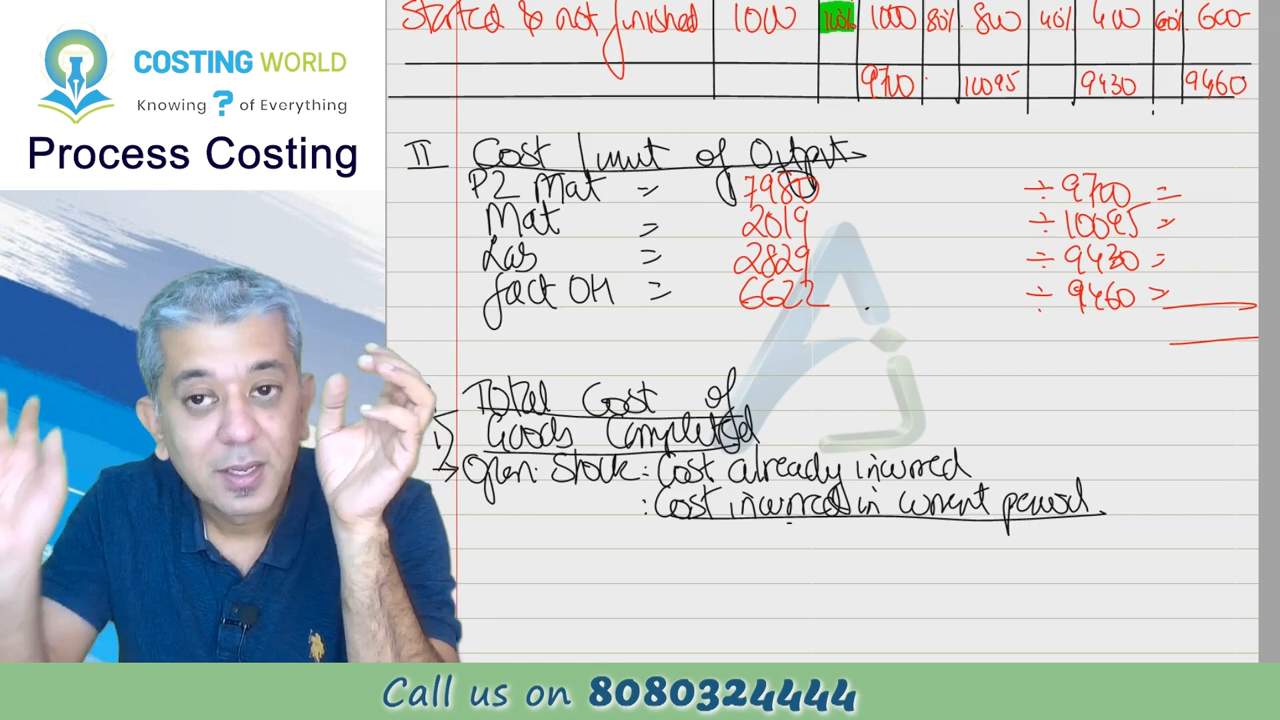 Started & not finished 1000 100% 1000 80% 800 40% 400 60% 600
9700 10095 9430 9460
COSTING WORLD
Knowing ? of Everything
Process Costing
II Cost / unit of Output
P2 Mat = 7980 ÷ 9700 =
Mat = 2019 ÷ 10095 =
Lab = 2829 ÷ 9430 =
fact OH = 6622 ÷ 9460 =
Total Cost of
Goods Completed
Open. Stock : Cost already incurred
: Cost incurred in current period.
Call us on 8080324444